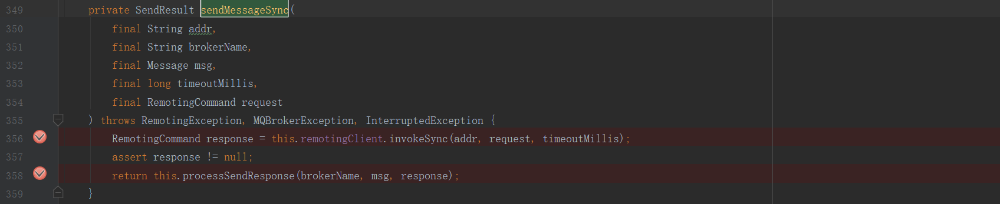 349 private SendResult sendMessageSync(
350 final String addr,
351 final String brokerName,
352 final Message msg,
353 final long timeoutMillis,
354 final RemotingCommand request
355 ) throws RemotingException, MQBrokerException, InterruptedException {
356 RemotingCommand response = this.remotingClient.invokeSync(addr, request, timeoutMillis);
357 assert response != null;
358 return this.processSendResponse(brokerName, msg, response);
359 }